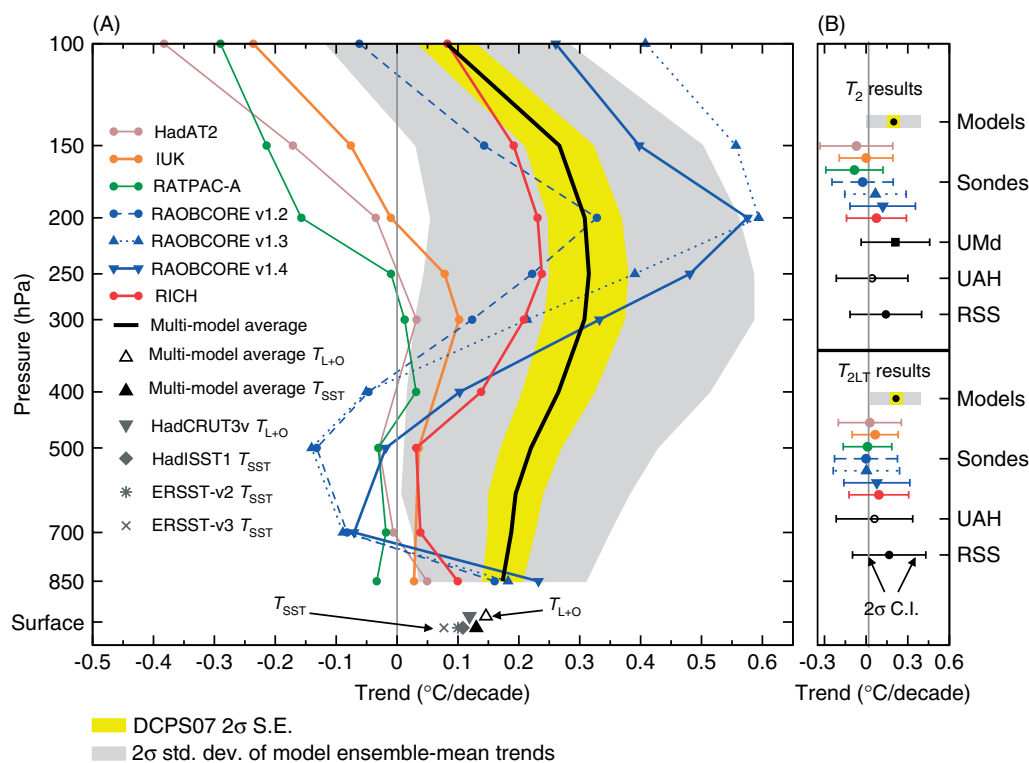 (A)
100
150
200
250
300
400
500
700
850
Surface
Pressure (hPa)
HadAT2
IUK
RATPAC-A
RAOBCORE v1.2
RAOBCORE v1.3
RAOBCORE v1.4
RICH
Multi-model average
Multi-model average T_L+O
Multi-model average T_SST
HadCRUT3v T_L+O
HadISST1 T_SST
ERSST-v2 T_SST
ERSST-v3 T_SST
T_SST
T_L+O
-0.5 -0.4 -0.3 -0.2 -0.1 0 0.1 0.2 0.3 0.4 0.5 0.6
Trend (°C/decade)
DCPS07 2σ S.E.
2σ std. dev. of model ensemble-mean trends
(B)
T2 results
Models
Sondes
UMd
UAH
RSS
T2LT results
Models
Sondes
UAH
RSS
2σ C.I.
-0.3 0 0.3 0.6
Trend (°C/decade)